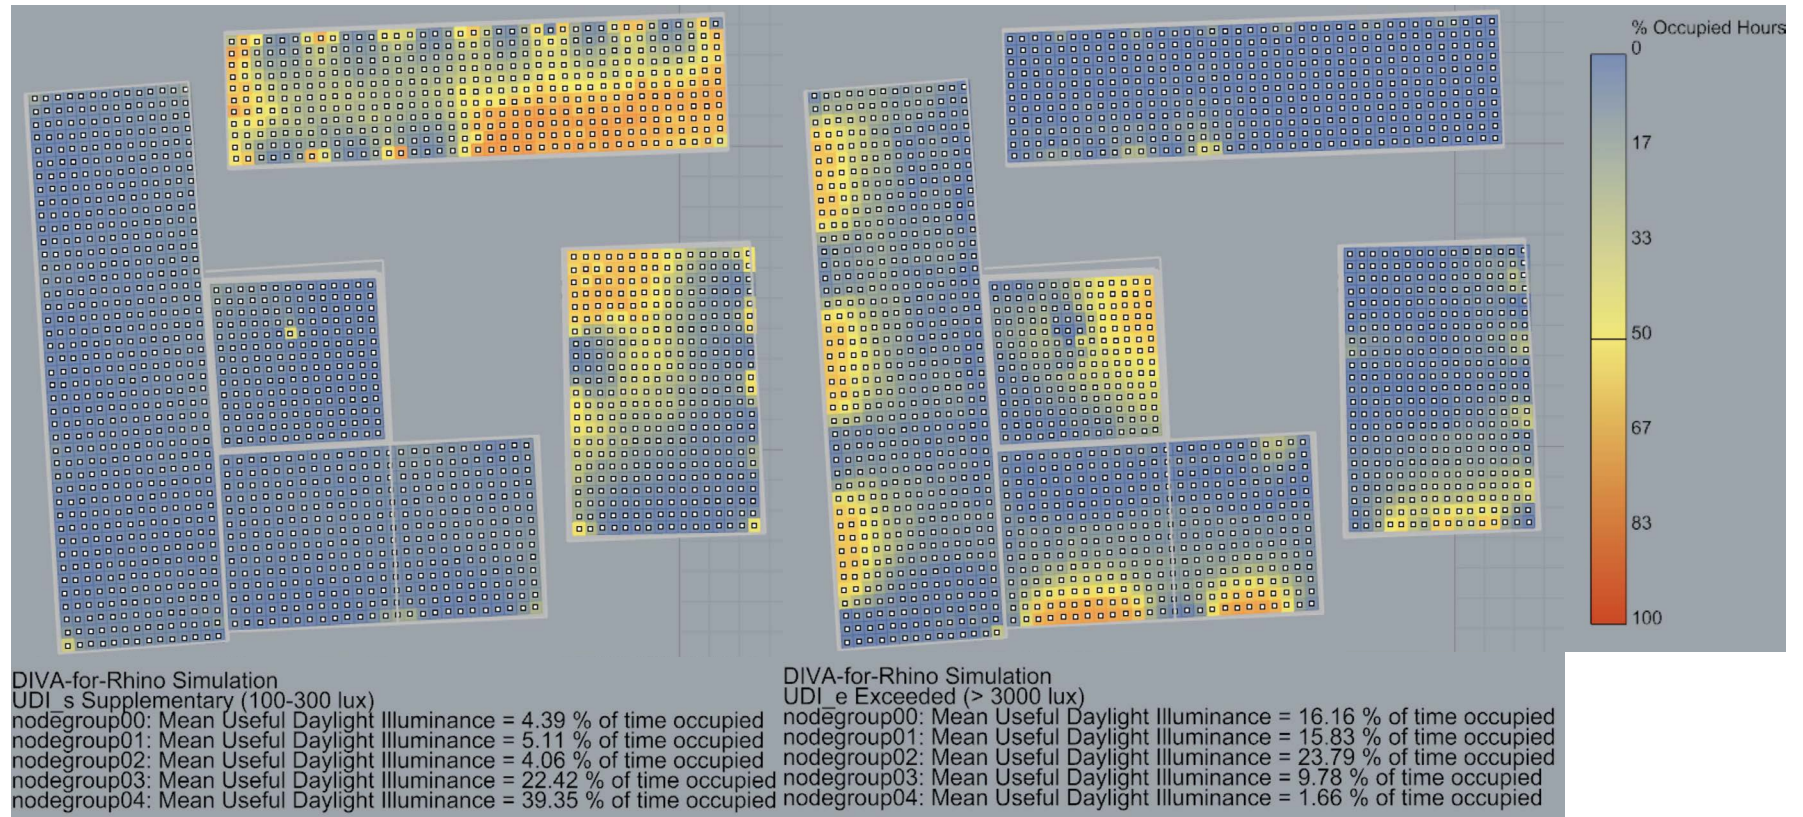 % Occupied Hours
0
17
33
50
67
83
100
DIVA-for-Rhino Simulation
UDI_s Supplementary (100-300 lux)
nodegroup00: Mean Useful Daylight Illuminance = 4.39 % of time occupied
nodegroup01: Mean Useful Daylight Illuminance = 5.11 % of time occupied
nodegroup02: Mean Useful Daylight Illuminance = 4.06 % of time occupied
nodegroup03: Mean Useful Daylight Illuminance = 22.42 % of time occupied
nodegroup04: Mean Useful Daylight Illuminance = 39.35 % of time occupied
DIVA-for-Rhino Simulation
UDI_e Exceeded (> 3000 lux)
nodegroup00: Mean Useful Daylight Illuminance = 16.16 % of time occupied
nodegroup01: Mean Useful Daylight Illuminance = 15.83 % of time occupied
nodegroup02: Mean Useful Daylight Illuminance = 23.79 % of time occupied
nodegroup03: Mean Useful Daylight Illuminance = 9.78 % of time occupied
nodegroup04: Mean Useful Daylight Illuminance = 1.66 % of time occupied